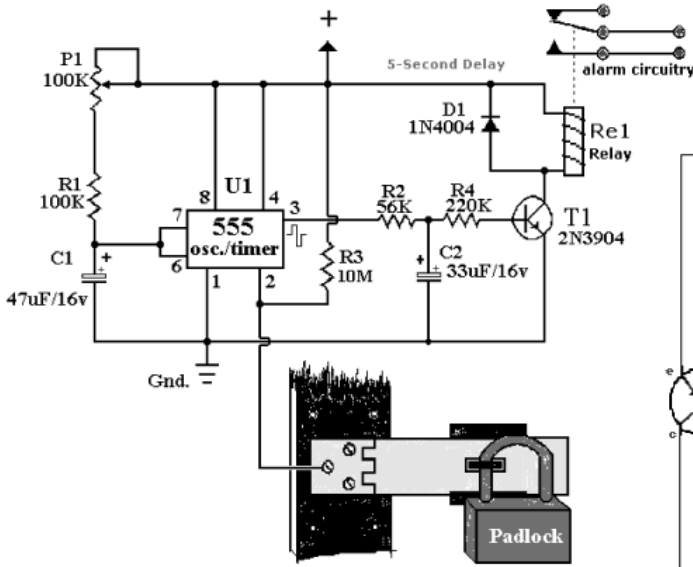 +
P1
100K
5-Second Delay
alarm circuitry
D1
1N4004
Re1
Relay
R1
100K
U1
8
4
3
7
555
osc./timer
6
1
2
R2
56K
R4
220K
T1
2N3904
C1
+
+
47uF/16v
R3
10M
C2
+
+
33uF/16v
Gnd.
e
c
Padlock